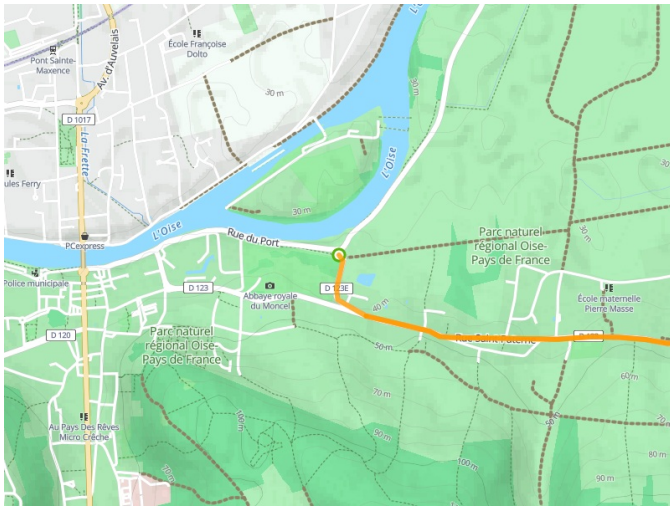 L'O
École Françoise
Dolto
Pont Sainte-
Maxence
Av. d'Auvelais
30 m
30 m
D 1017
La Frette
ules Ferry
L'Oise
30 m
L'Oise
Rue du Port
PCexpress
Parc naturel
régional Oise-
Pays de France
Police municipale
D 123
Abbaye royale
du Moncel
D 123E
40 m
École maternelle
Pierre Masse
D 120
Parc naturel
régional Oise-
Pays de France
Rue Saint-Paterne
50 m
60 m
70 m
70 m
100 m
50 m
Au Pays Des Rêves
Micro Crèche
90 m
100 m
80 m
90 m